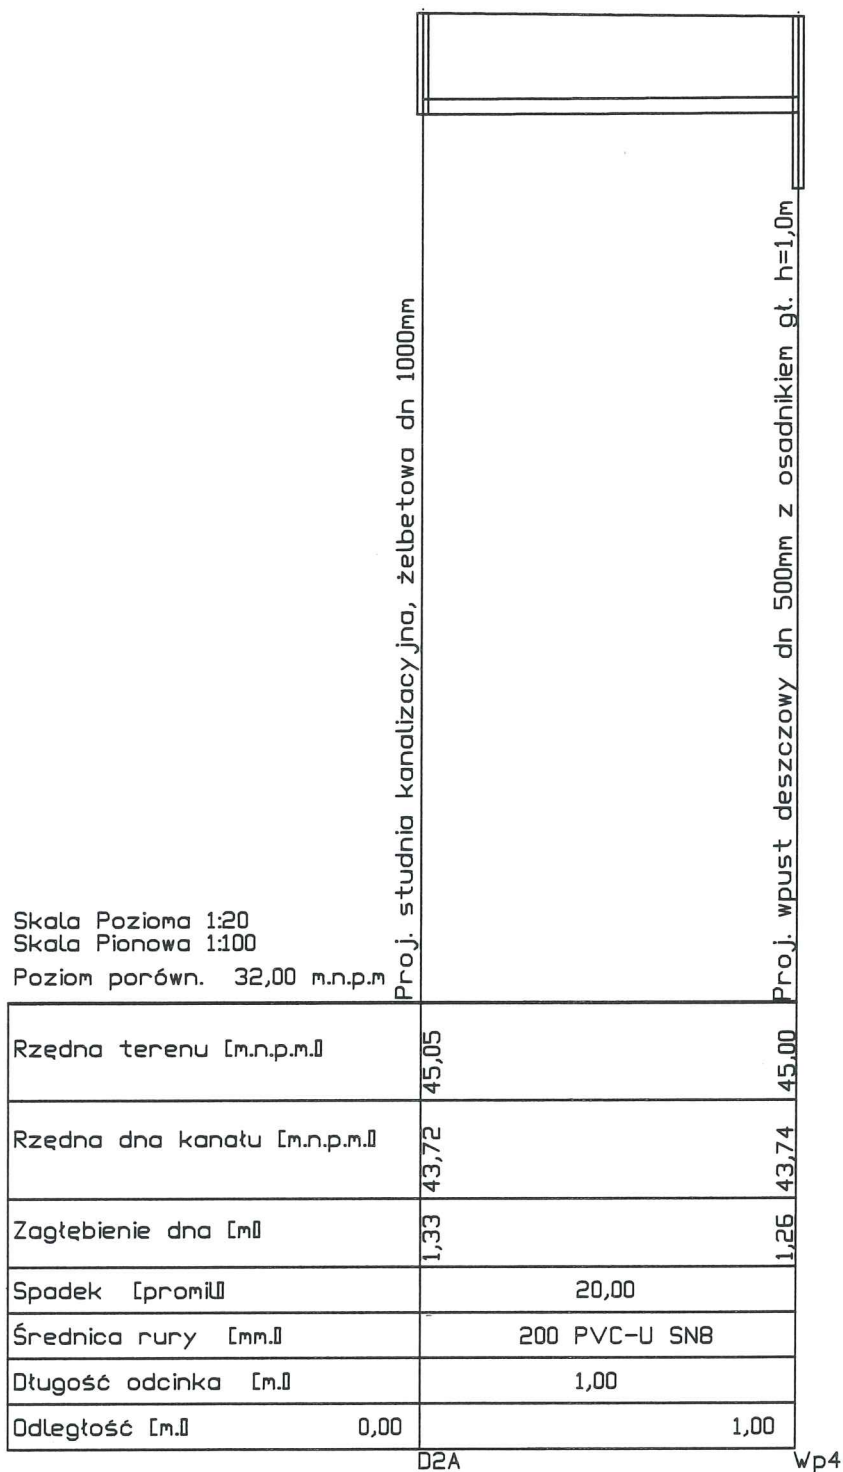 Proj. studnia kanalizacyjna, żelbetowa dn 1000mm
Proj. wpust deszczowy dn 500mm z osadnikiem gł. h=1,0m
Skala Pozioma 1:20
Skala Pionowa 1:100
Poziom porówn. 32,00 m.n.p.m
Rzędna terenu [m.n.p.m.] 45,05 45,00
Rzędna dna kanału [m.n.p.m.] 43,72 43,74
Zagłębienie dna [m] 1,33 1,26
Spadek [promil] 20,00
Średnica rury [mm.] 200 PVC-U SN8
Długość odcinka [m.] 1,00
Odległość [m.] 0,00 1,00
D2A Wp4